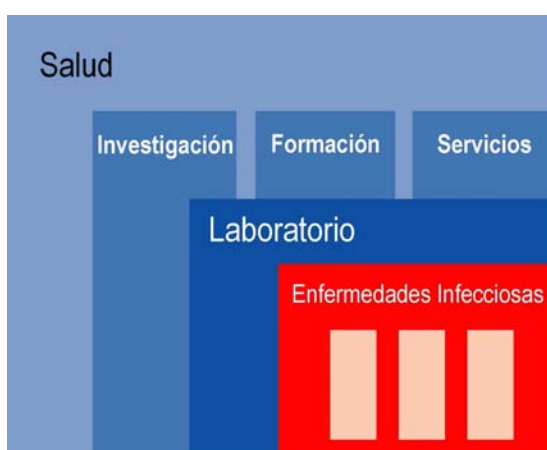 Salud
Investigación Formación Servicios
Laboratorio
Enfermedades Infecciosas